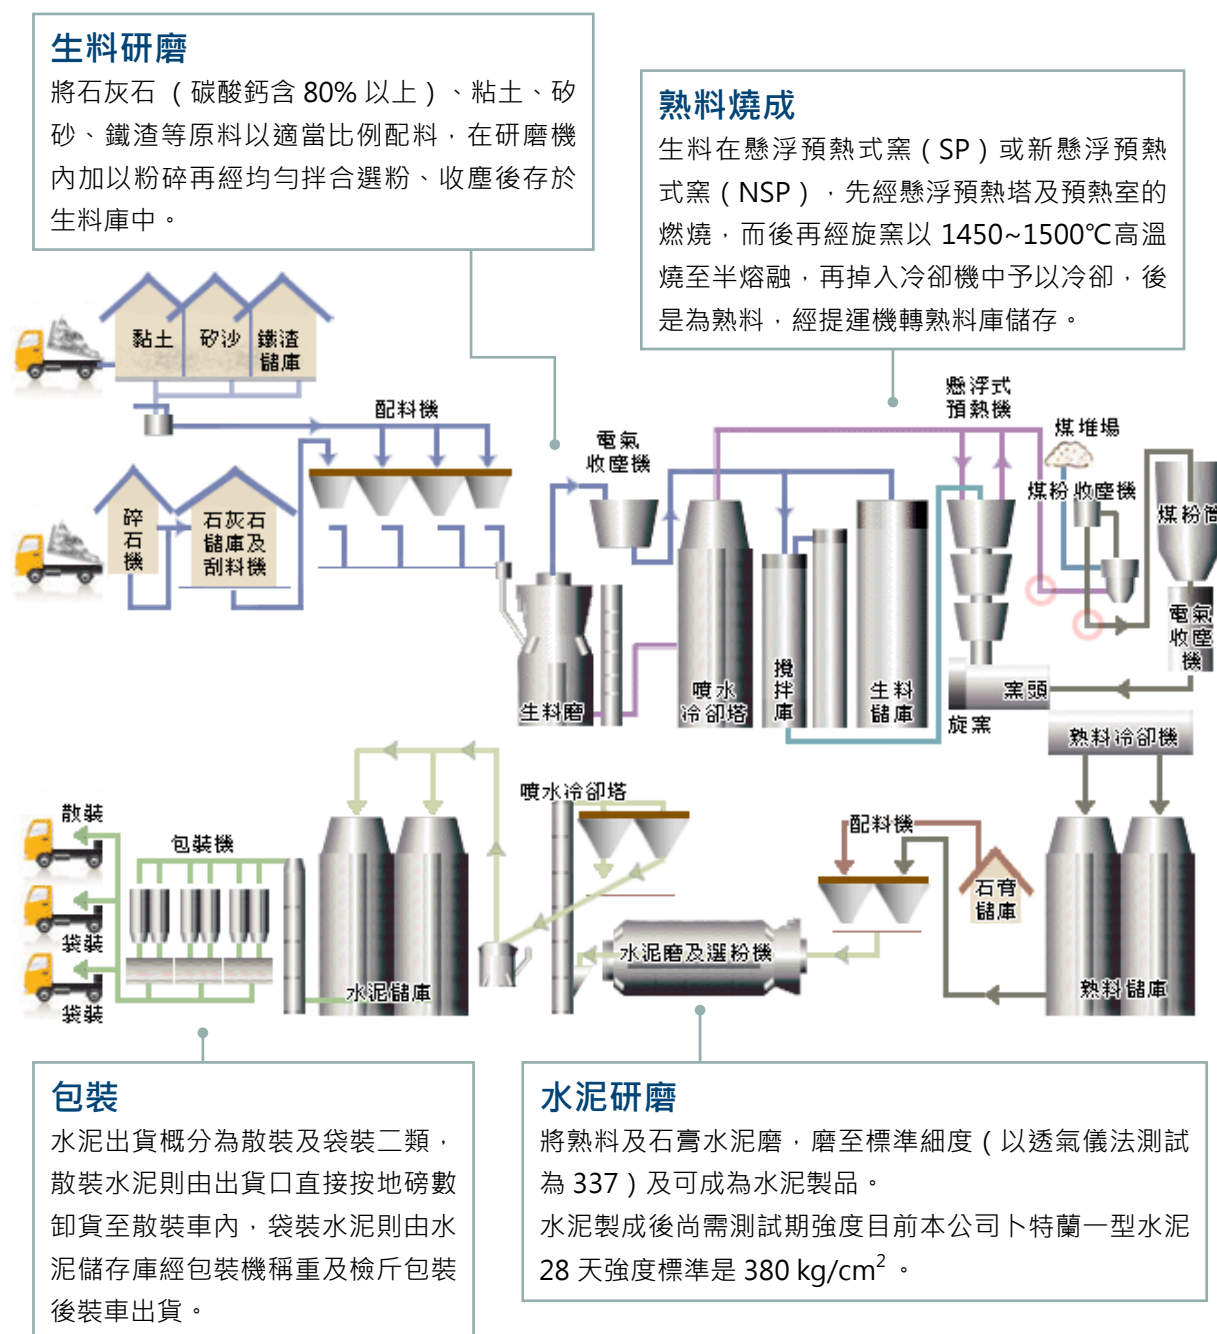 生料研磨
將石灰石 （碳酸鈣含 80% 以上）、粘土、矽
砂、鐵渣等原料以適當比例配料，在研磨機
內加以粉碎再經均勻拌合選粉、收塵後存於
生料庫中。
熟料燒成
生料在懸浮預熱式窯（SP）或新懸浮預熱
式窯（NSP），先經懸浮預熱塔及預熱室的
燃燒，而後再經旋窯以 1450~1500℃高溫
燒至半熔融，再掉入冷卻機中予以冷卻，後
是為熟料，經提運機轉熟料庫儲存。
黏土
矽沙
鐵渣
儲庫
配料機
碎
石
機
石灰石
儲庫及
刮料機
電氣
收塵機
懸浮式
預熱機
煤堆場
煤粉收塵機
煤粉筒
電氣
收塵
機
生料磨
噴水
冷卻塔
攪
拌
庫
生料
儲庫
窯頭
旋窯
熟料冷卻機
散裝
袋裝
袋裝
包裝機
水泥儲庫
噴水冷卻塔
水泥磨及選粉機
配料機
石膏
儲庫
熟料儲庫
包裝
水泥出貨概分為散裝及袋裝二類，
散裝水泥則由出貨口直接按地磅數
卸貨至散裝車內，袋裝水泥則由水
泥儲存庫經包裝機稱重及檢斤包裝
後裝車出貨。
水泥研磨
將熟料及石膏水泥磨，磨至標準細度（以透氣儀法測試
為 337）及可成為水泥製品。
水泥製成後尚需測試期強度目前本公司卜特蘭一型水泥
28 天強度標準是 380 kg/cm²。